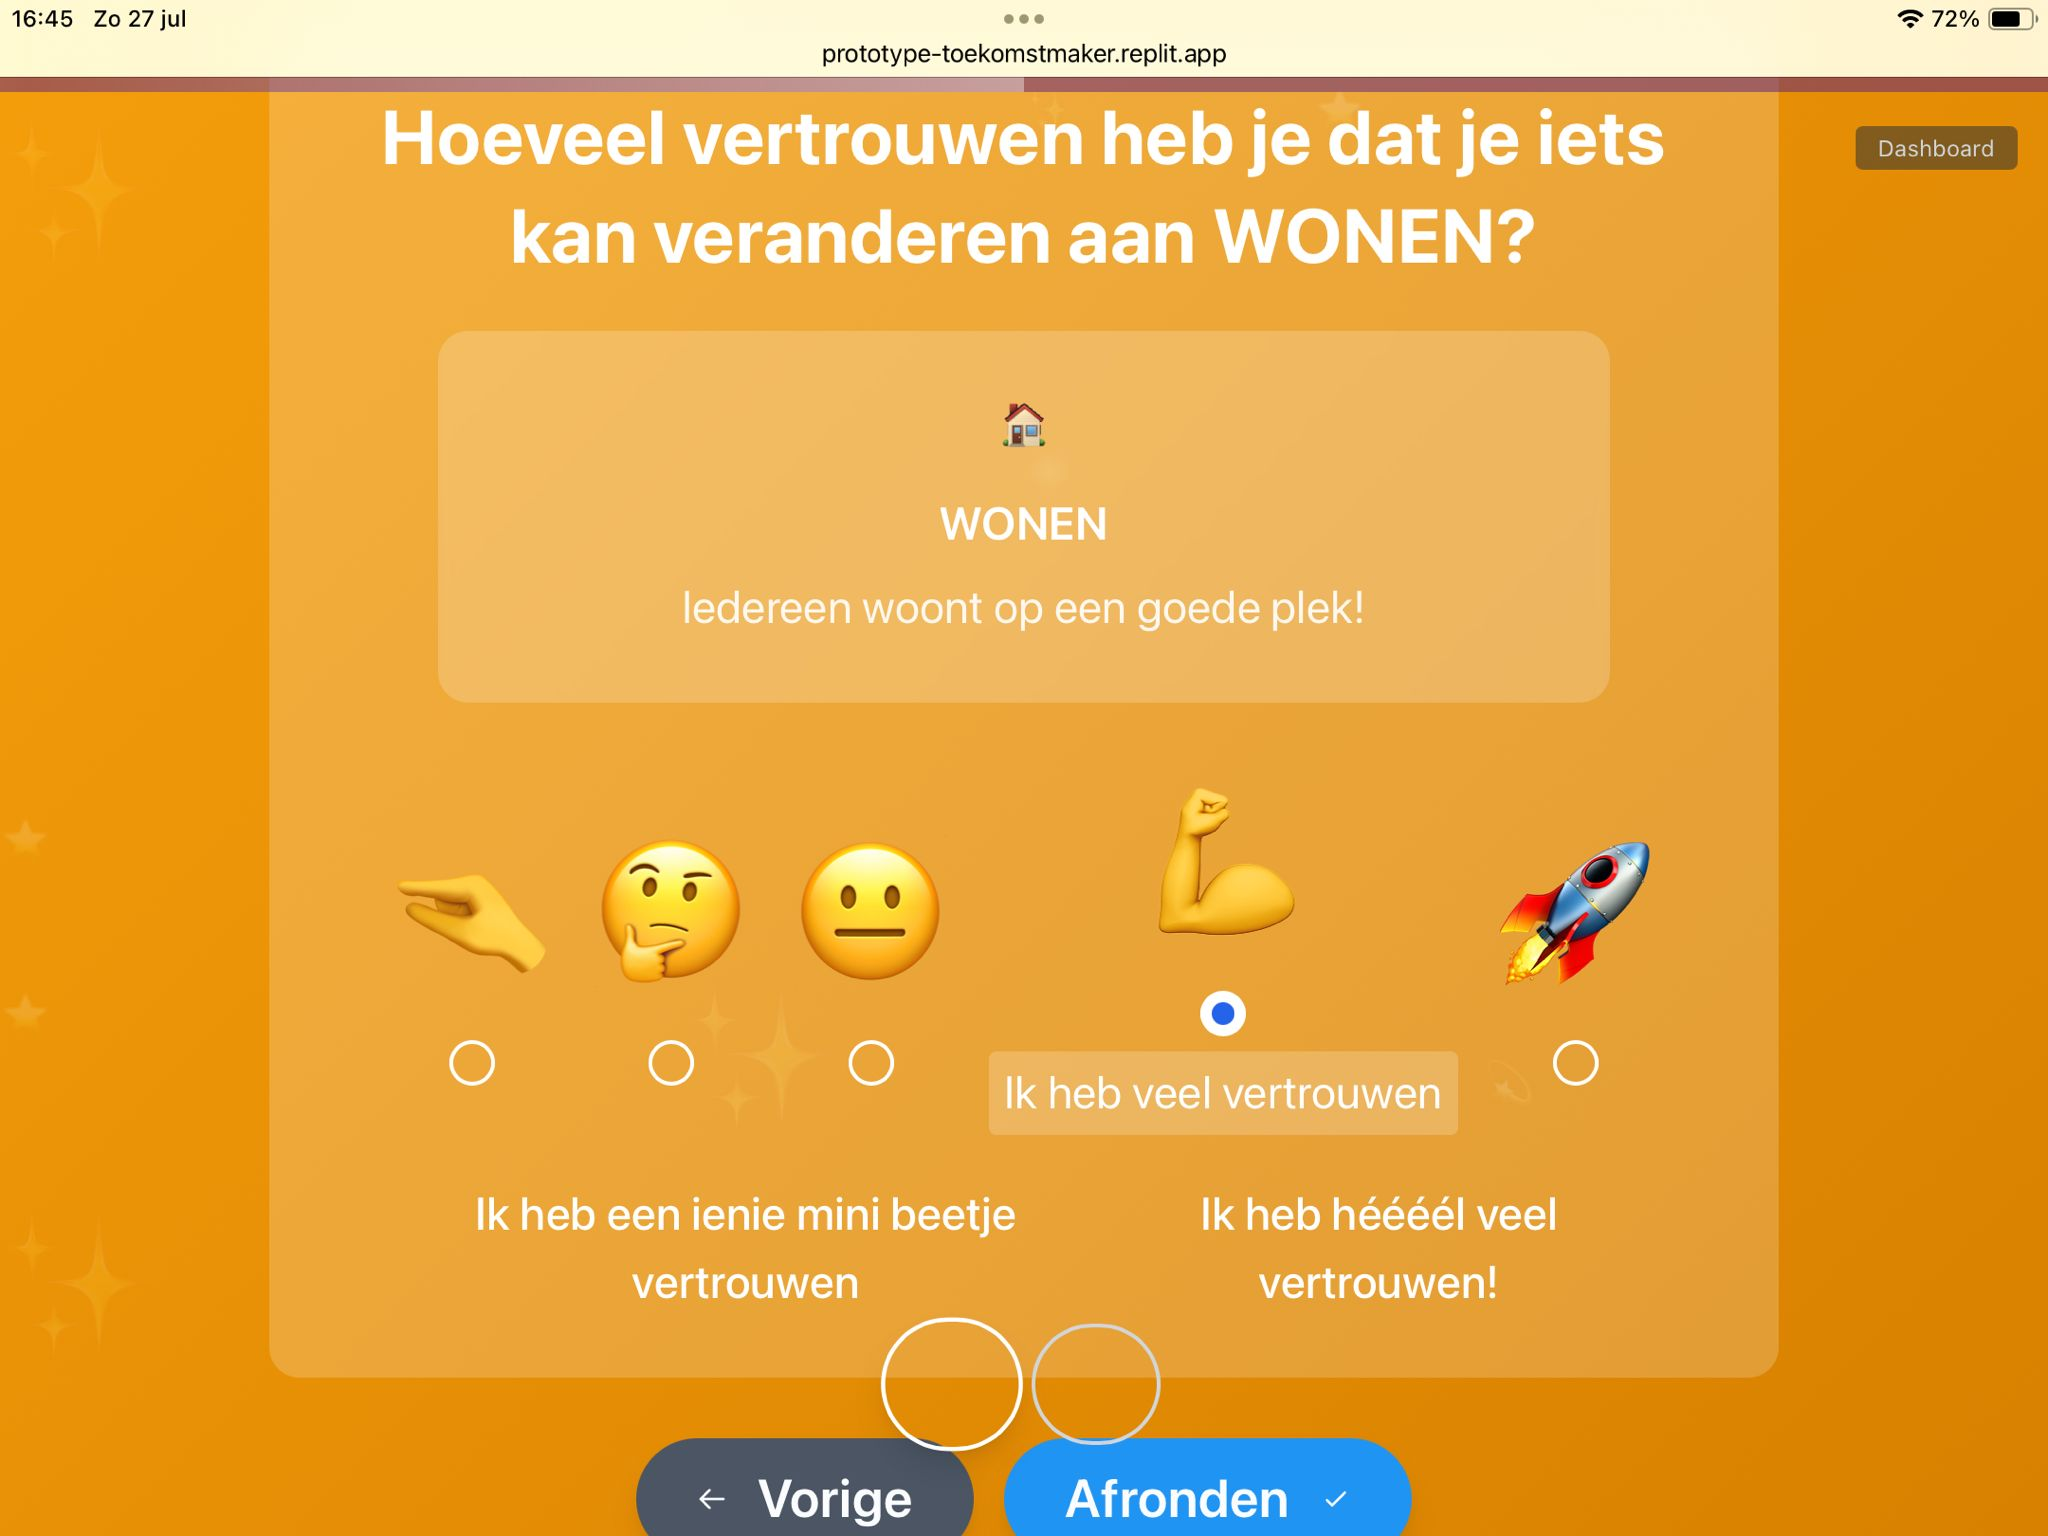 16:45 Zo 27 jul
72%
prototype-toekomstmaker.replit.app
Hoeveel vertrouwen heb je dat je iets
kan veranderen aan WONEN?
Dashboard
WONEN
Iedereen woont op een goede plek!
Ik heb veel vertrouwen
Ik heb een ienie mini beetje
vertrouwen
Ik heb héééél veel
vertrouwen!
← Vorige
Afronden ✓